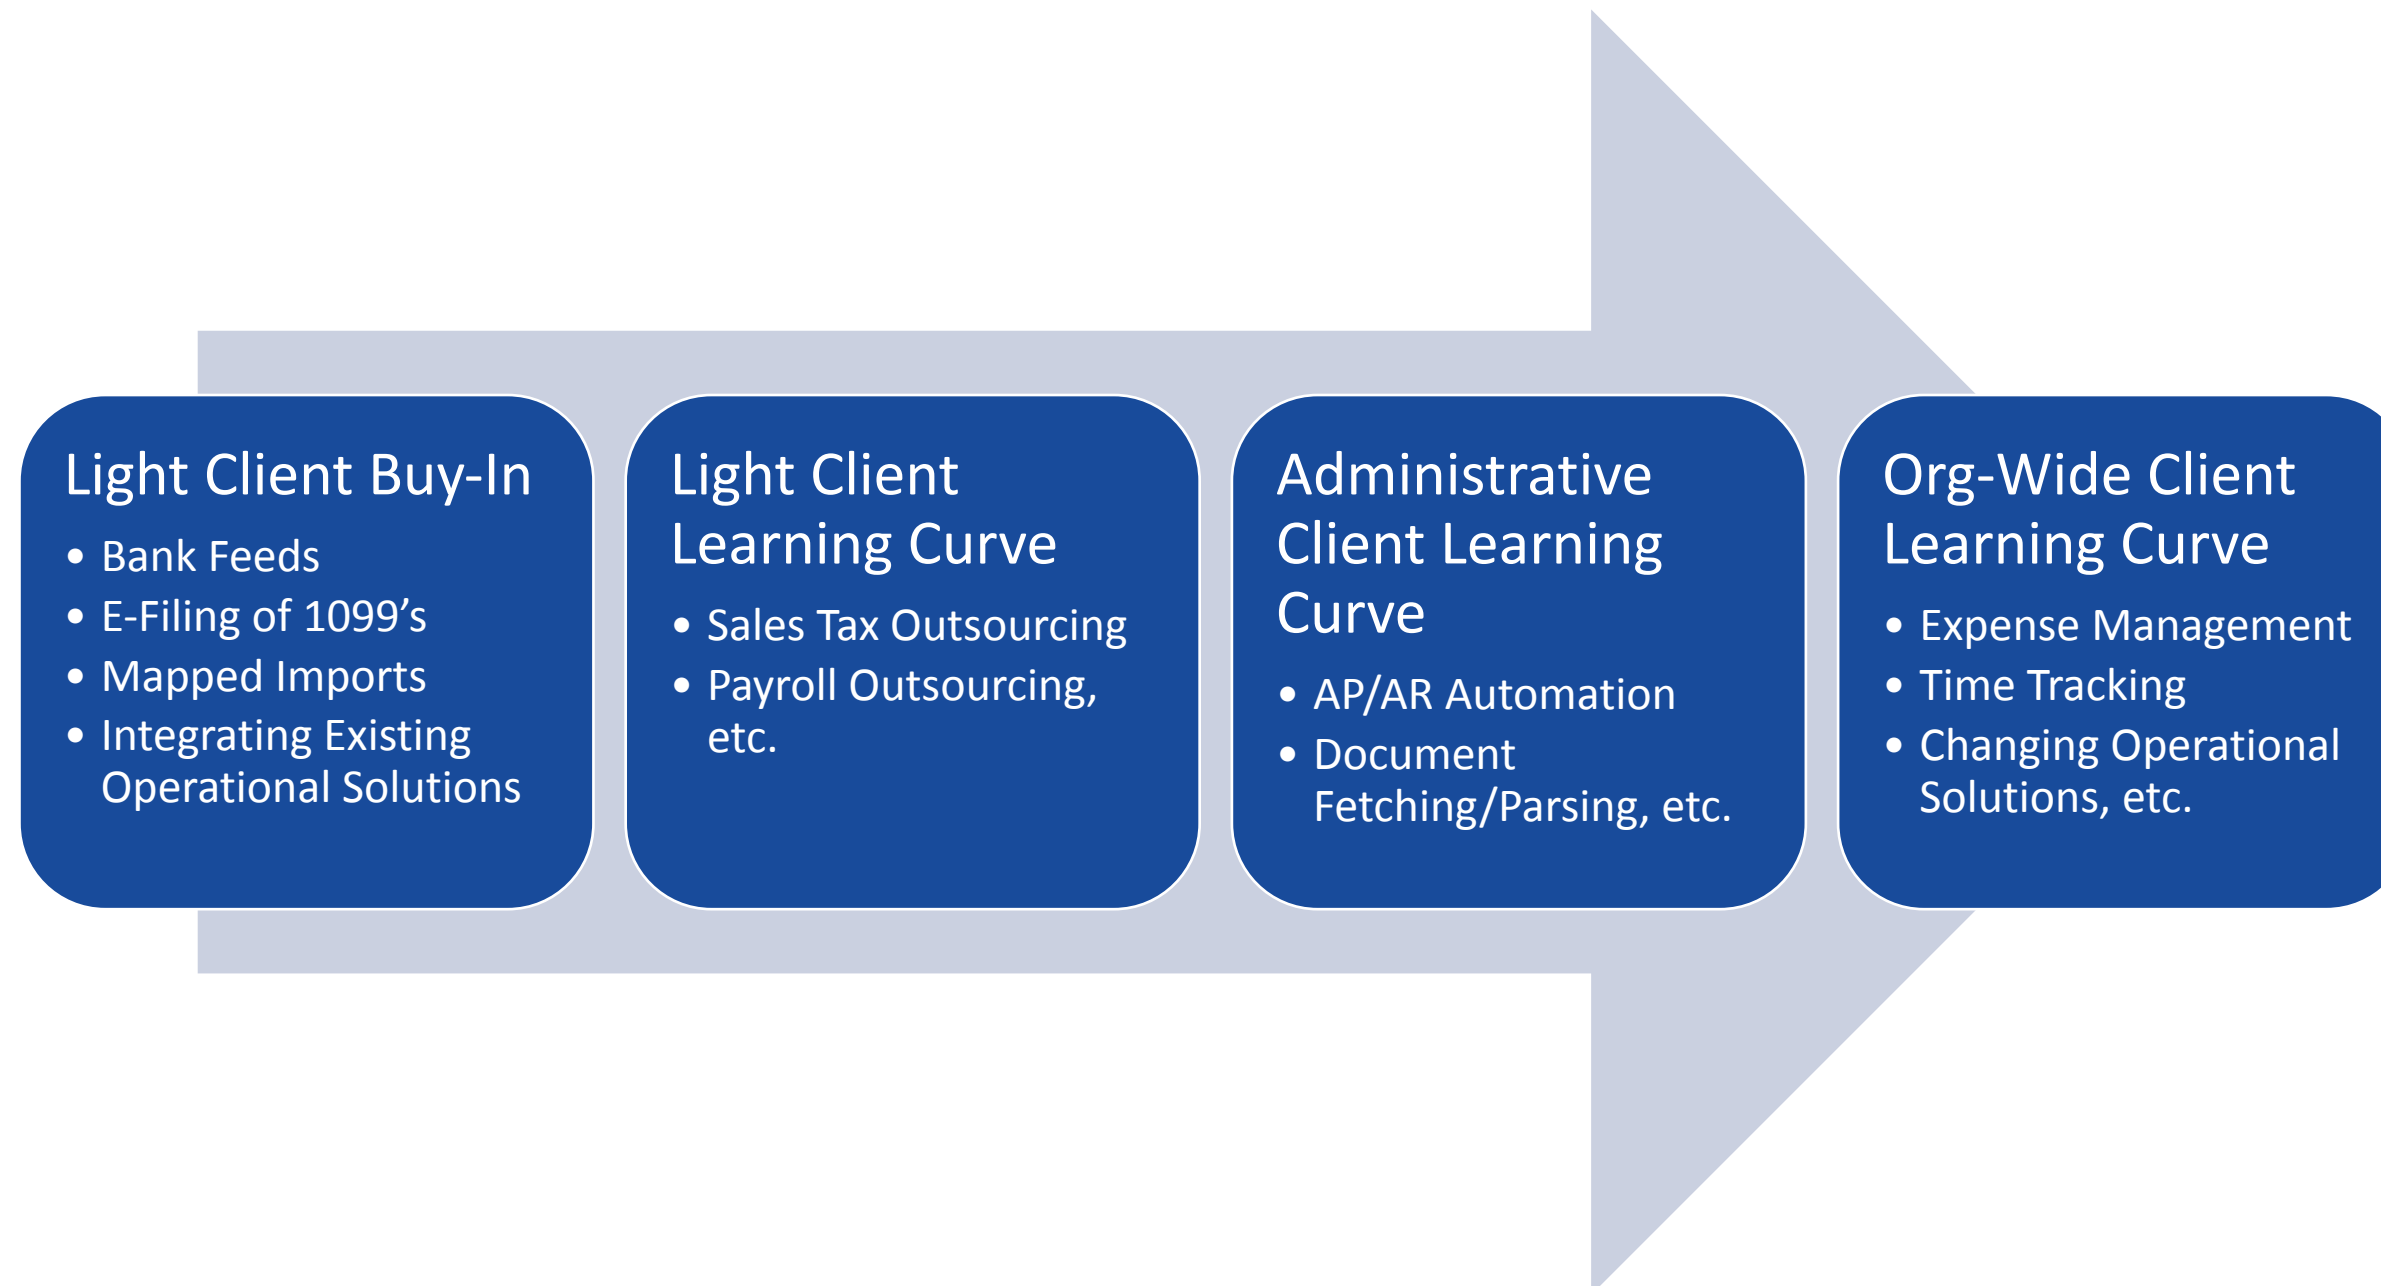 Light Client Buy-In
• Bank Feeds
• E-Filing of 1099’s
• Mapped Imports
• Integrating Existing
Operational Solutions
Light Client
Learning Curve
• Sales Tax Outsourcing
• Payroll Outsourcing,
etc.
Administrative
Client Learning
Curve
• AP/AR Automation
• Document
Fetching/Parsing, etc.
Org-Wide Client
Learning Curve
• Expense Management
• Time Tracking
• Changing Operational
Solutions, etc.